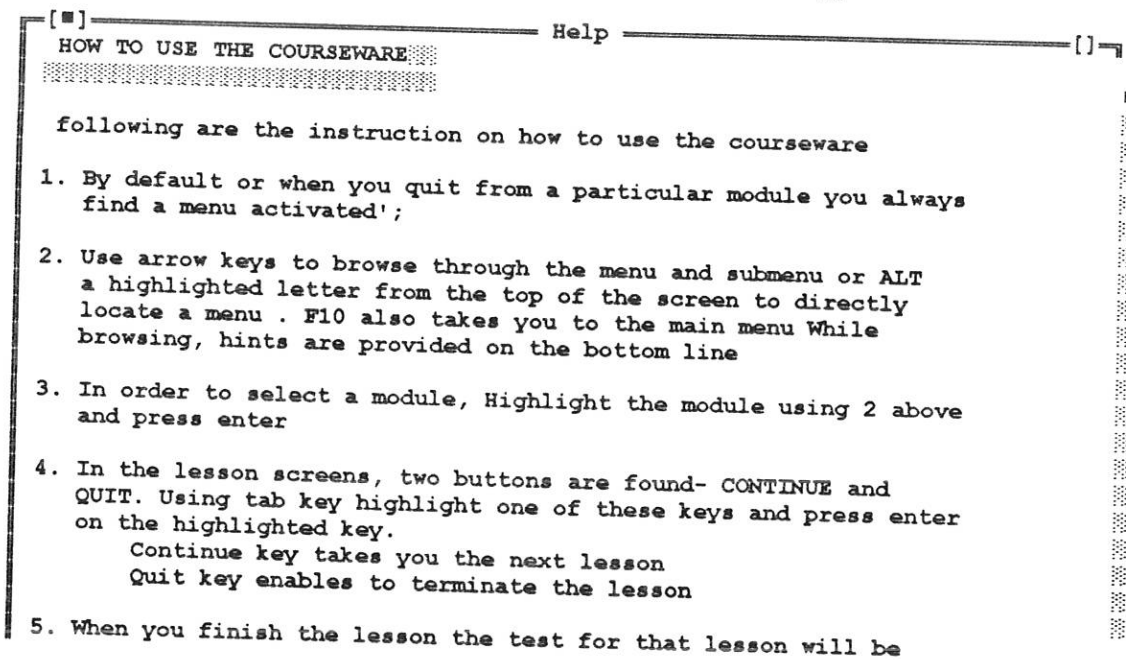 [■] Help []
HOW TO USE THE COURSEWARE
following are the instruction on how to use the courseware
1. By default or when you quit from a particular module you always
find a menu activated';
2. Use arrow keys to browse through the menu and submenu or ALT
a highlighted letter from the top of the screen to directly
locate a menu . F10 also takes you to the main menu While
browsing, hints are provided on the bottom line
3. In order to select a module, Highlight the module using 2 above
and press enter
4. In the lesson screens, two buttons are found- CONTINUE and
QUIT. Using tab key highlight one of these keys and press enter
on the highlighted key.
Continue key takes you the next lesson
Quit key enables to terminate the lesson
5. When you finish the lesson the test for that lesson will be